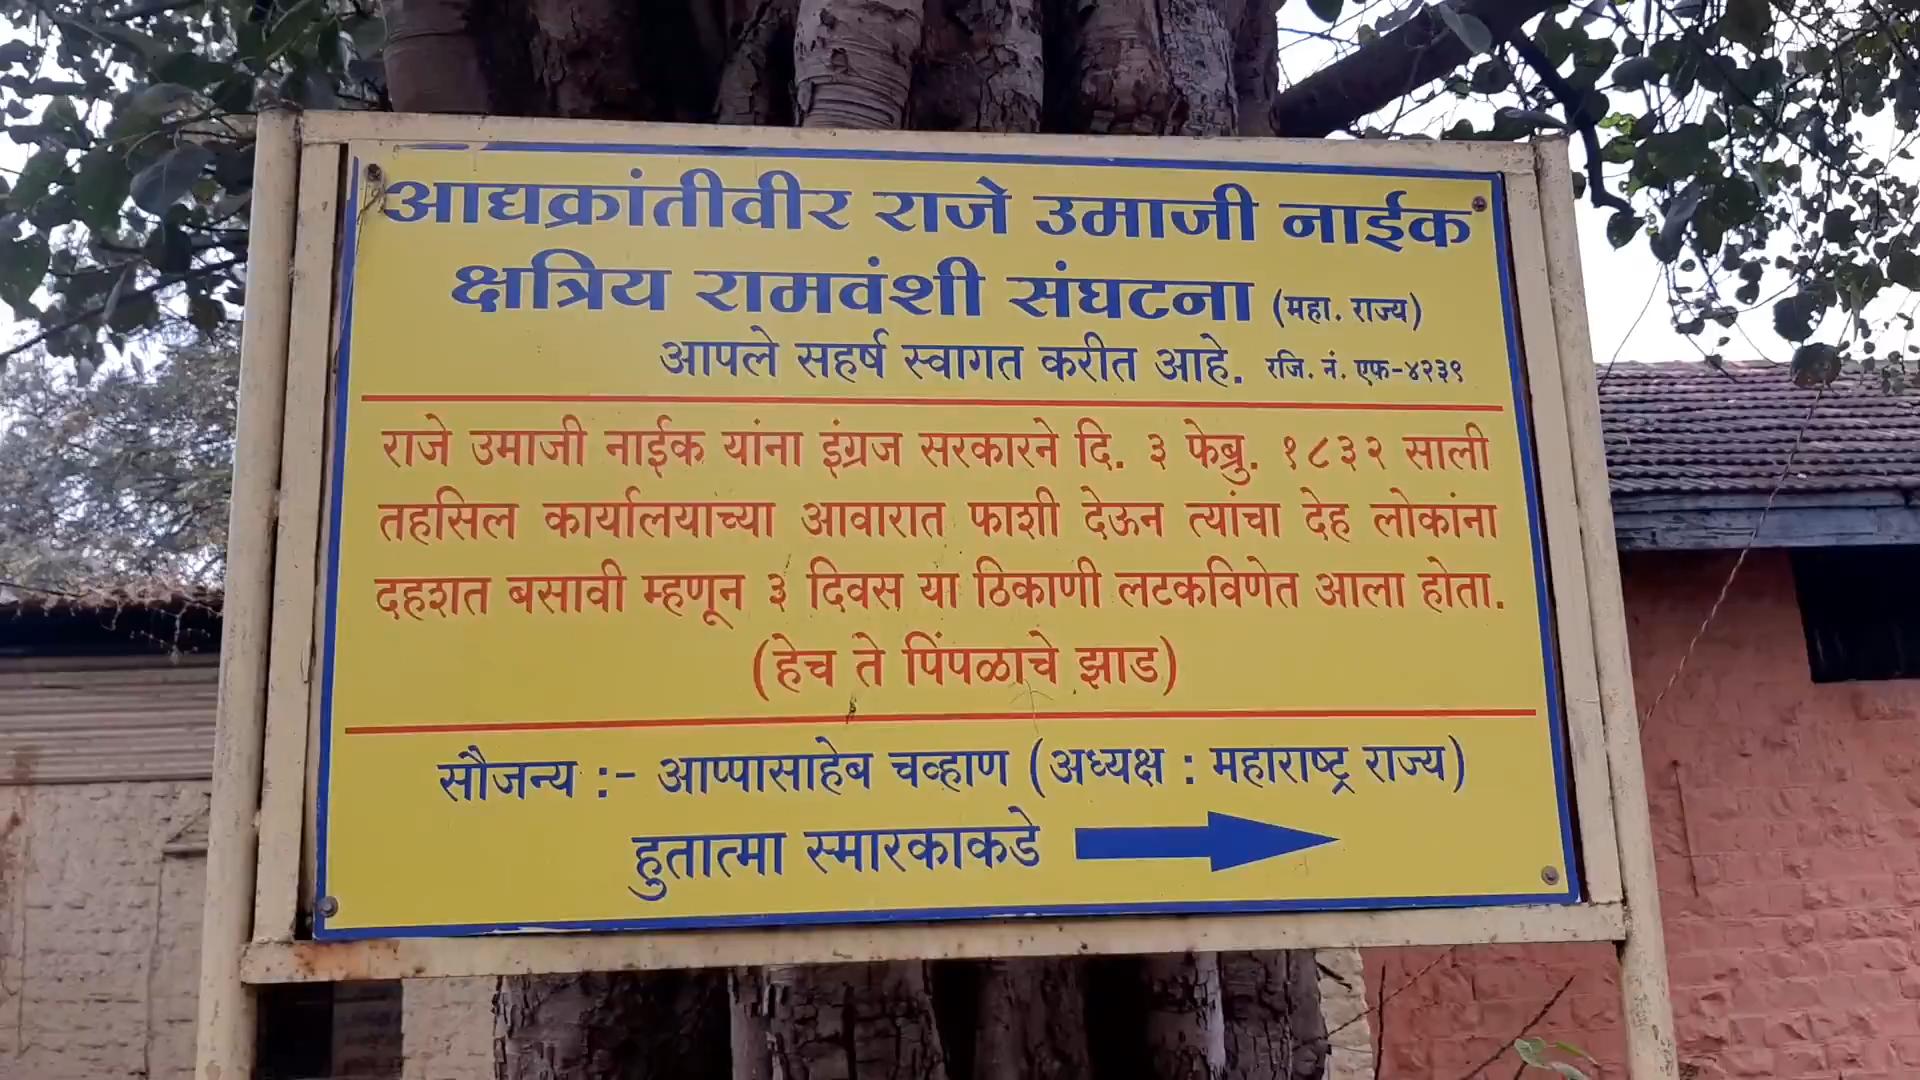 आद्यक्रांतीवीर राजे उमाजी नाईक
क्षत्रिय रामवंशी संघटना (महा. राज्य)
आपले सहर्ष स्वागत करीत आहे. रजि. नं. एफ-४२३९
राजे उमाजी नाईक यांना इंग्रज सरकारने दि. ३ फेब्रु. १८३२ साली
तहसिल कार्यालयाच्या आवारात फाशी देऊन त्यांचा देह लोकांना
दहशत बसावी म्हणून ३ दिवस या ठिकाणी लटकविणेत आला होता.
(हेच ते पिंपळाचे झाड)
सौजन्य :- आप्पासाहेब चव्हाण (अध्यक्ष : महाराष्ट्र राज्य)
हुतात्मा स्मारकाकडे